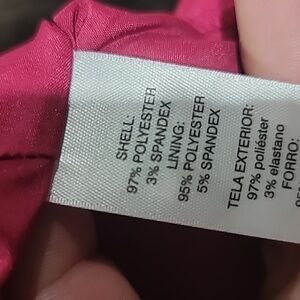 SHELL:
97% POLYESTER
3% SPANDEX
LINING:
95% POLYESTER
5% SPANDEX
TELA EXTERIOR:
97% poliéster
3% elastano
FORRO: